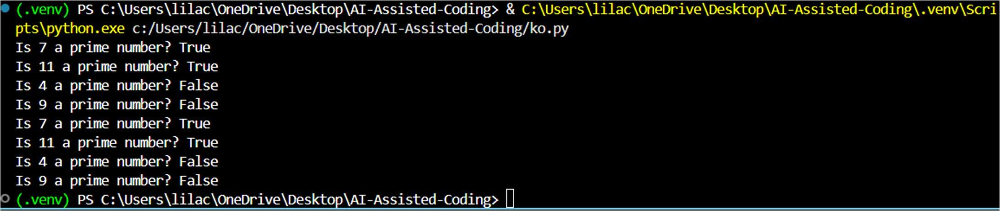 (.venv) PS C:\Users\lilac\OneDrive\Desktop\AI-Assisted-Coding> & C:\Users\lilac\OneDrive\Desktop\AI-Assisted-Coding\.venv\Scri
pts\python.exe c:/Users/lilac/OneDrive/Desktop/AI-Assisted-Coding/ko.py
Is 7 a prime number? True
Is 11 a prime number? True
Is 4 a prime number? False
Is 9 a prime number? False
Is 7 a prime number? True
Is 11 a prime number? True
Is 4 a prime number? False
Is 9 a prime number? False
(.venv) PS C:\Users\lilac\OneDrive\Desktop\AI-Assisted-Coding>